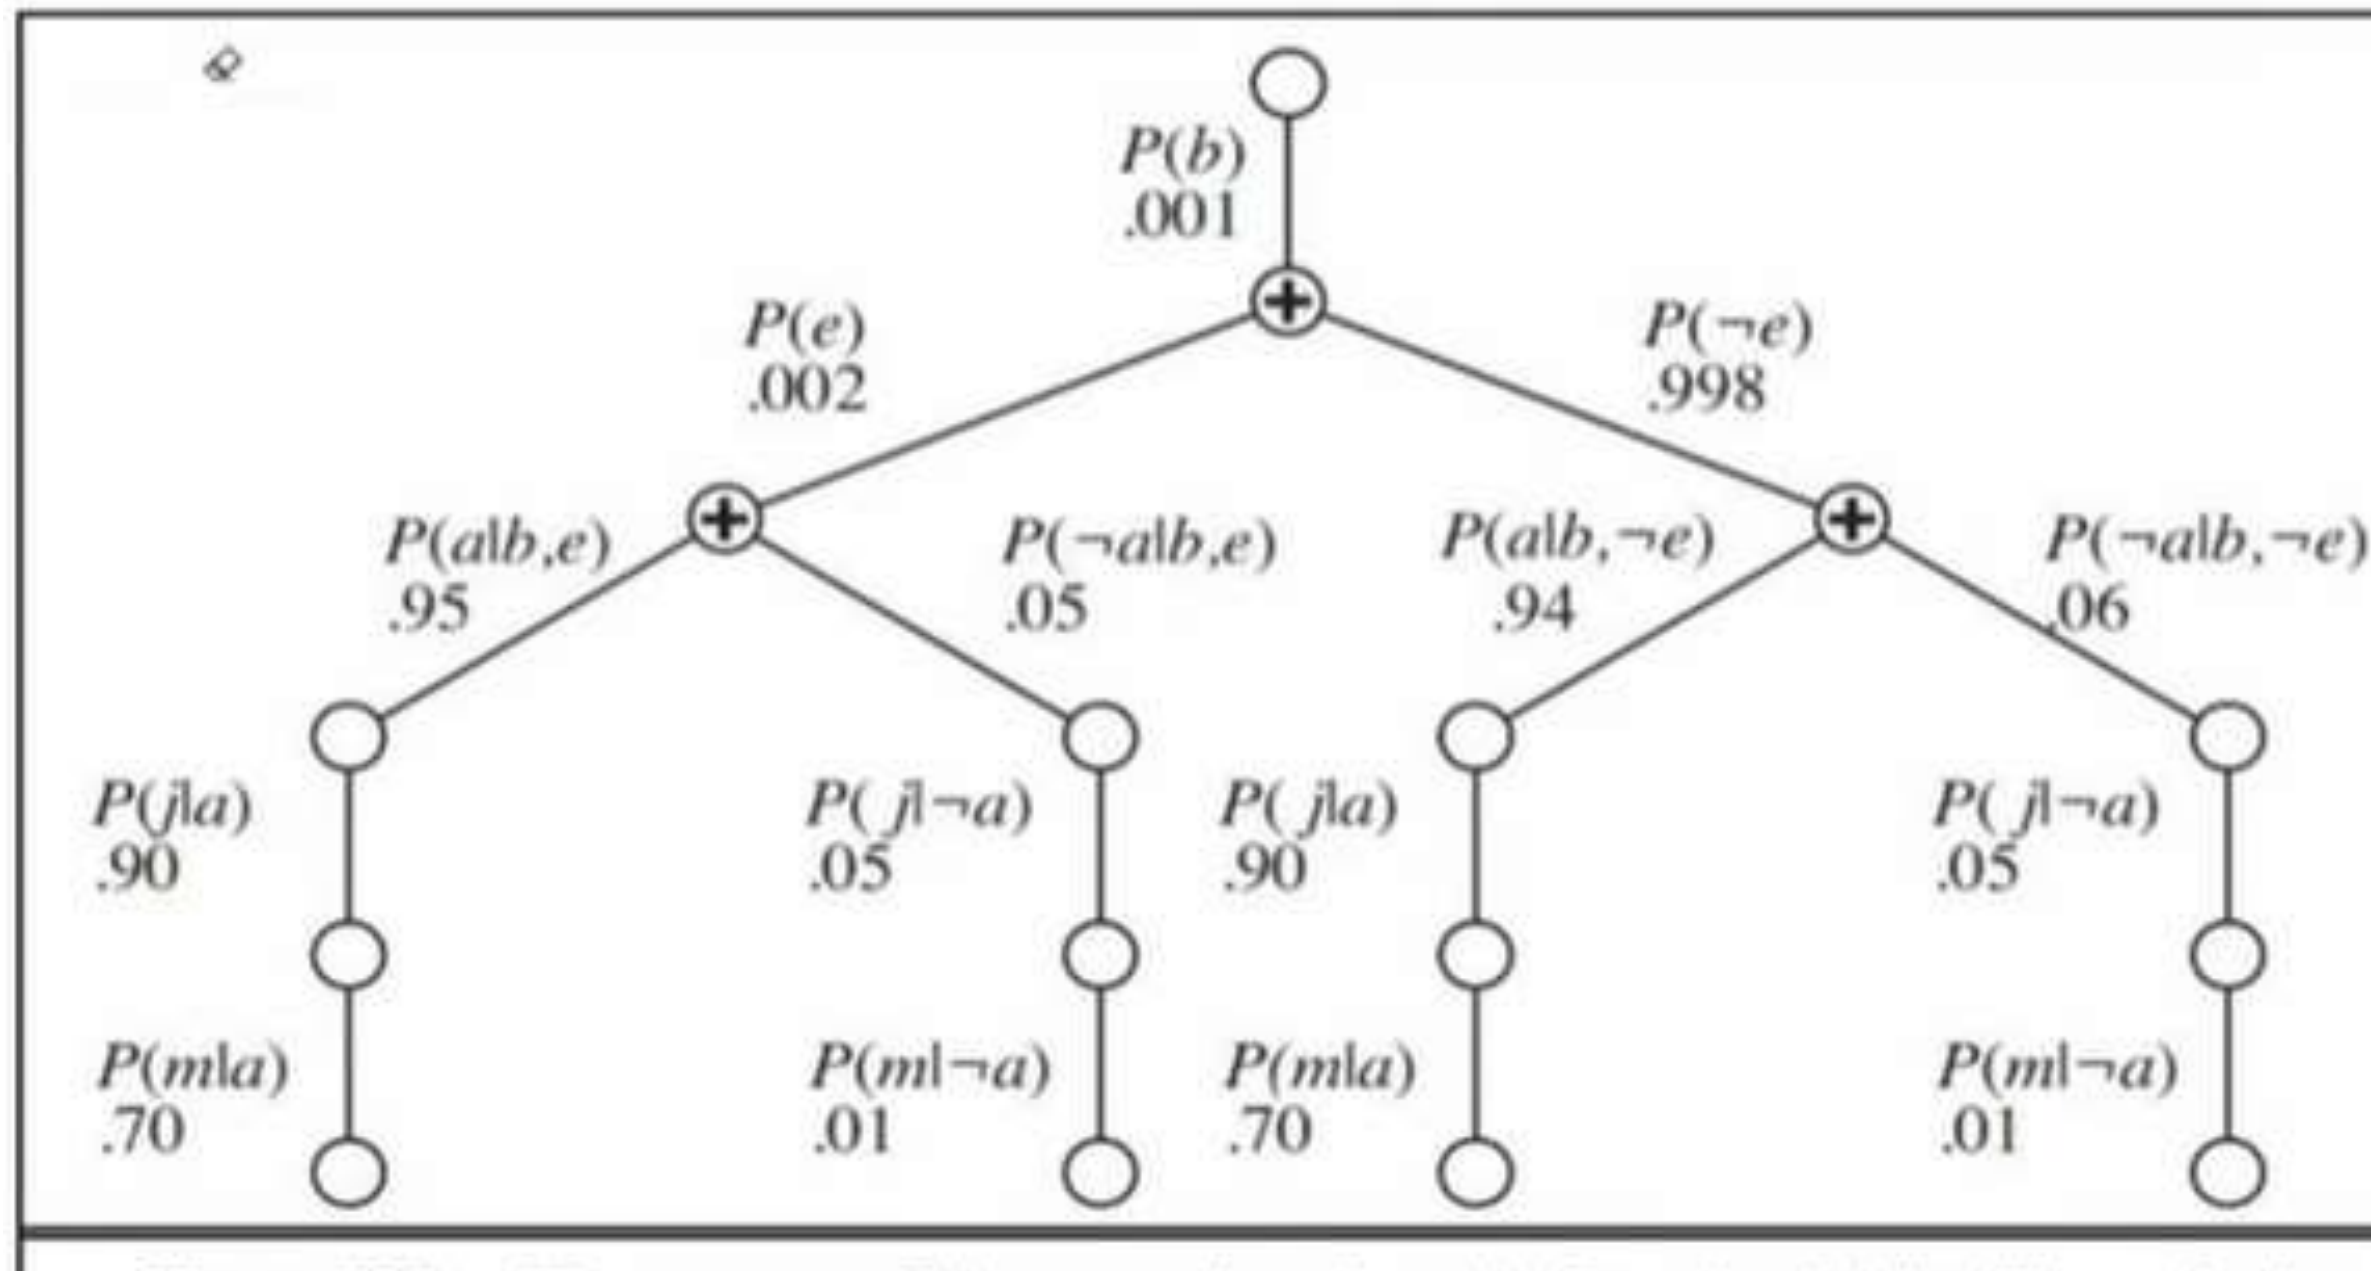 P(b)
.001
P(e)
.002
P(¬e)
.998
P(a|b,e)
.95
P(¬a|b,e)
.05
P(a|b,¬e)
.94
P(¬a|b,¬e)
.06
P(j|a)
.90
P(j|¬a)
.05
P(j|a)
.90
P(j|¬a)
.05
P(m|a)
.70
P(m|¬a)
.01
P(m|a)
.70
P(m|¬a)
.01